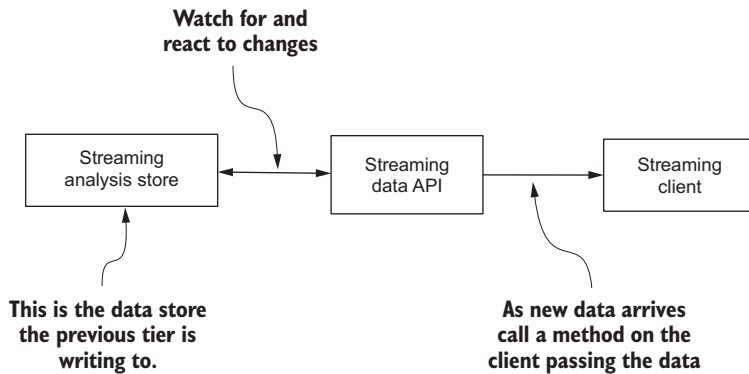 Watch for and
react to changes
Streaming
analysis store
Streaming
data API
Streaming
client
This is the data store
the previous tier is
writing to.
As new data arrives
call a method on the
client passing the data